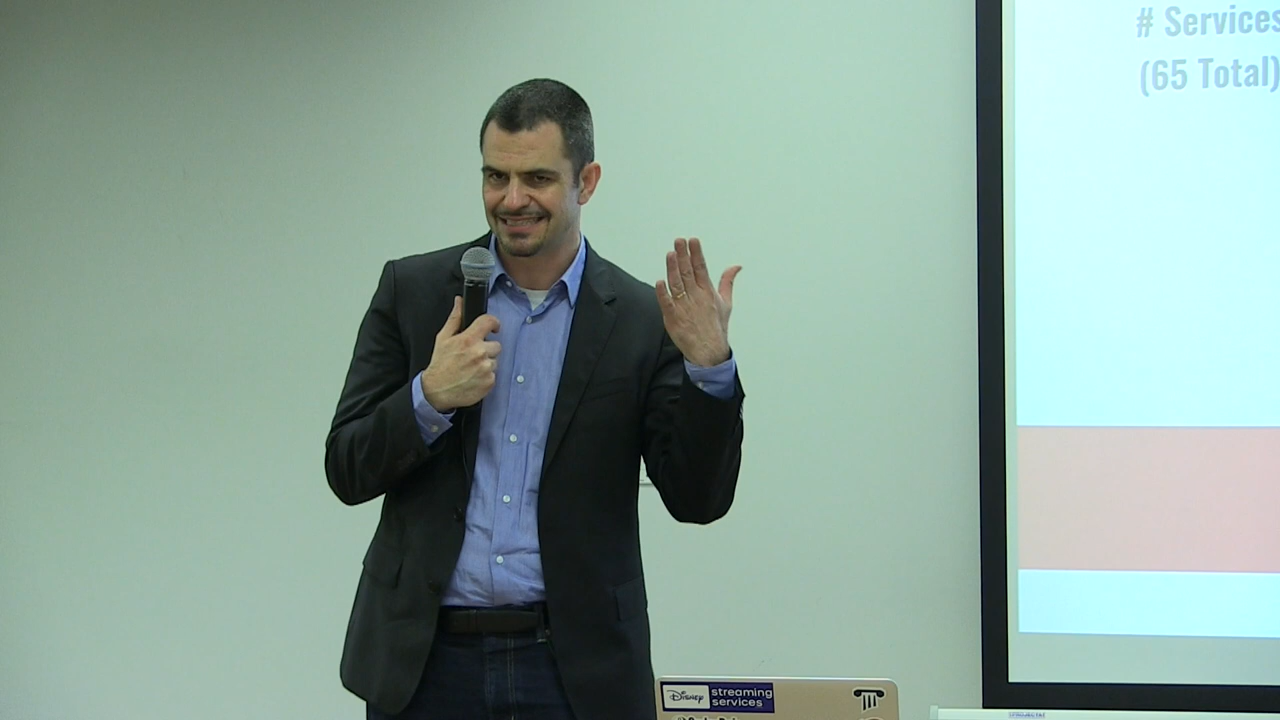 # Services
(65 Total)
Disney
streaming
services